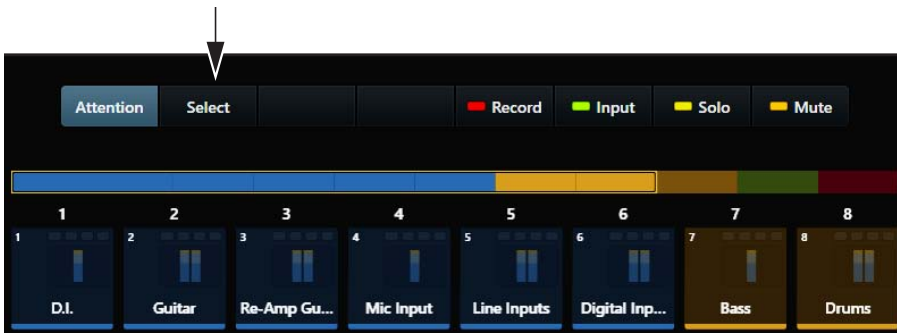 Attention Select Record Input Solo Mute
1 2 3 4 5 6 7 8
1 2 3 4 5 6 7 8
D.I. Guitar Re-Amp Gu... Mic Input Line Inputs Digital Inp... Bass Drums